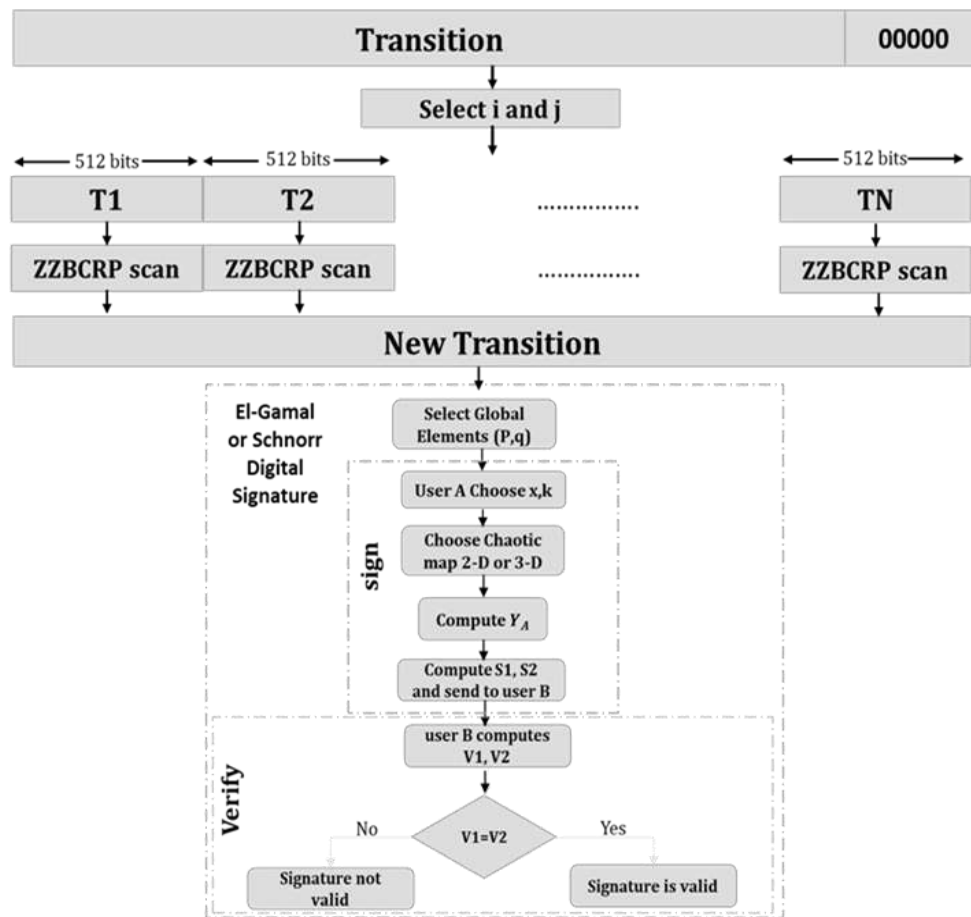 Transition 00000
Select i and j
512 bits 512 bits 512 bits
T1 T2 ................ TN
ZZBCRP scan ZZBCRP scan ................ ZZBCRP scan
New Transition
El-Gamal
or Schnorr
Digital
Signature
Select Global
Elements (P,q)
sign
User A Choose x,k
Choose Chaotic
map 2-D or 3-D
Compute Y_A
Compute S1, S2
and send to user B
Verify
user B computes
V1, V2
V1=V2
No Yes
Signature not
valid
Signature is valid